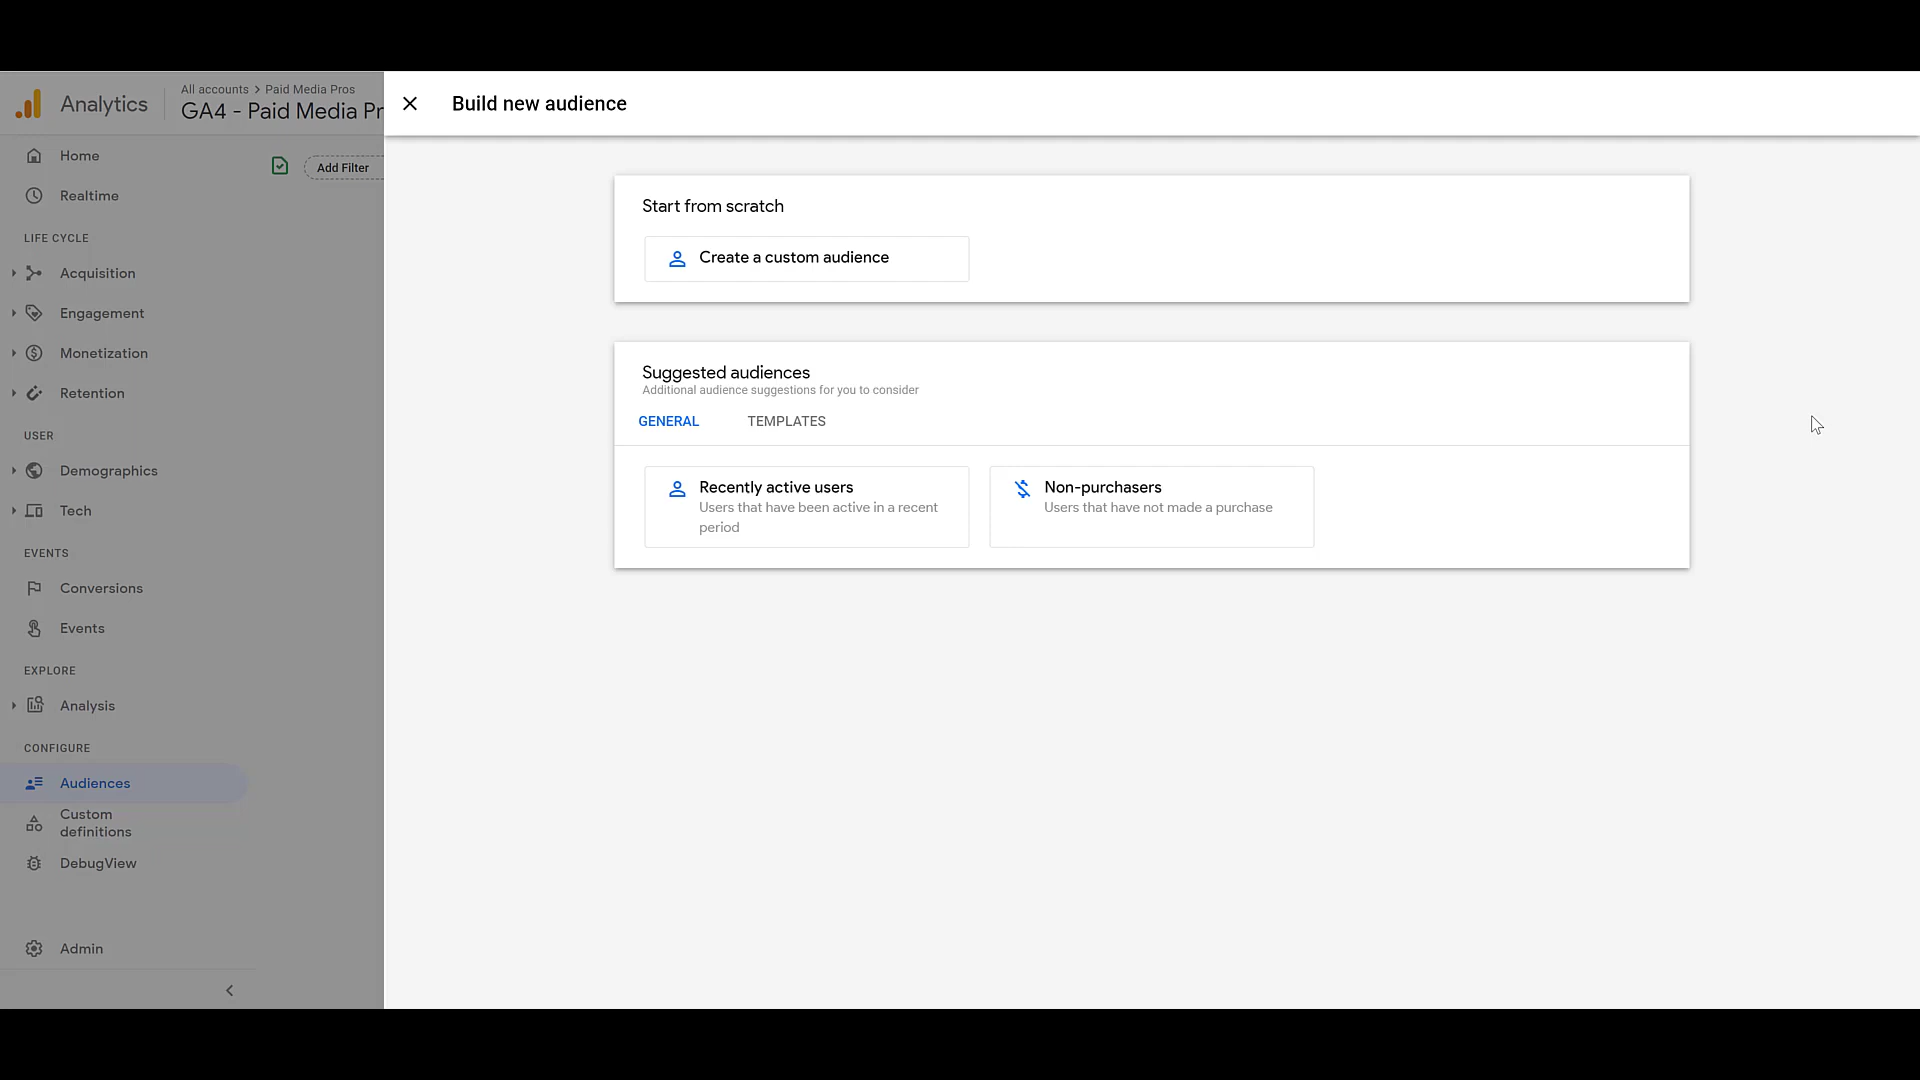 Analytics
All accounts > Paid Media Pros
GA4 - Paid Media Pr
Home
Realtime
LIFE CYCLE
Acquisition
Engagement
Monetization
Retention
USER
Demographics
Tech
EVENTS
Conversions
Events
EXPLORE
Analysis
CONFIGURE
Audiences
Custom
definitions
DebugView
Admin
Add Filter
Build new audience
Start from scratch
Create a custom audience
Suggested audiences
Additional audience suggestions for you to consider
GENERAL TEMPLATES
Recently active users
Users that have been active in a recent
period
Non-purchasers
Users that have not made a purchase